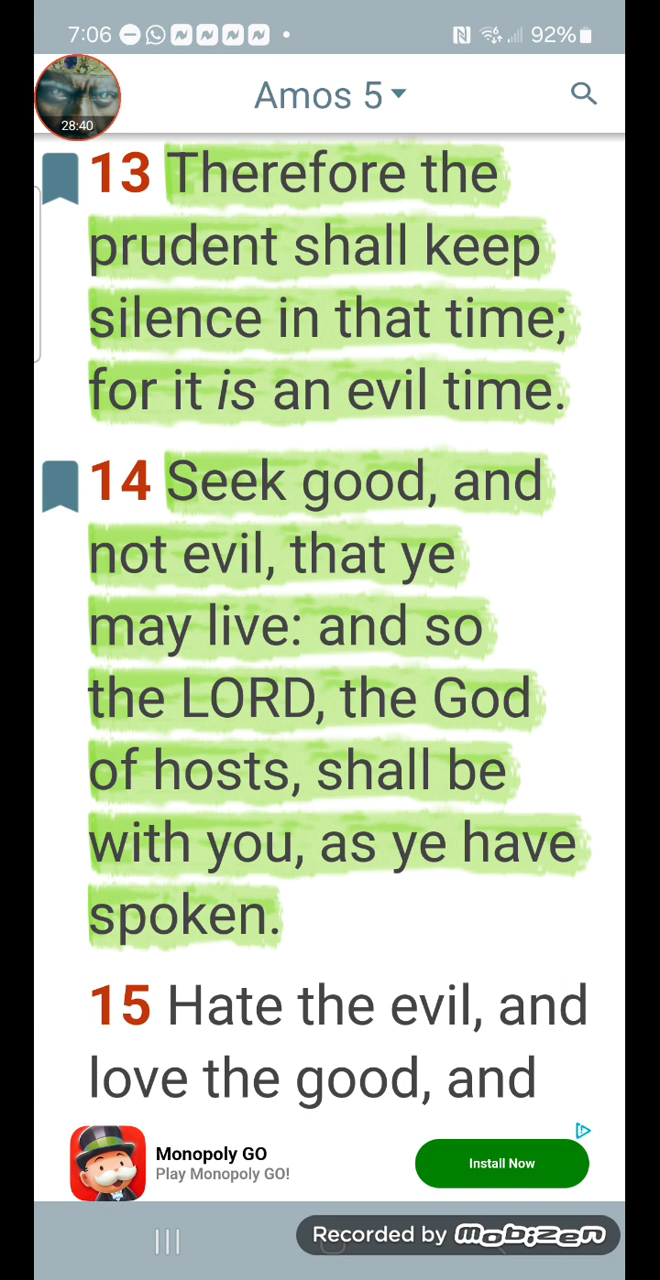 7:06
92%
28:40
Amos 5
13 Therefore the
prudent shall keep
silence in that time;
for it is an evil time.
14 Seek good, and
not evil, that ye
may live: and so
the LORD, the God
of hosts, shall be
with you, as ye have
spoken.
15 Hate the evil, and
love the good, and
Monopoly GO
Play Monopoly GO!
Install Now
Recorded by mobizen